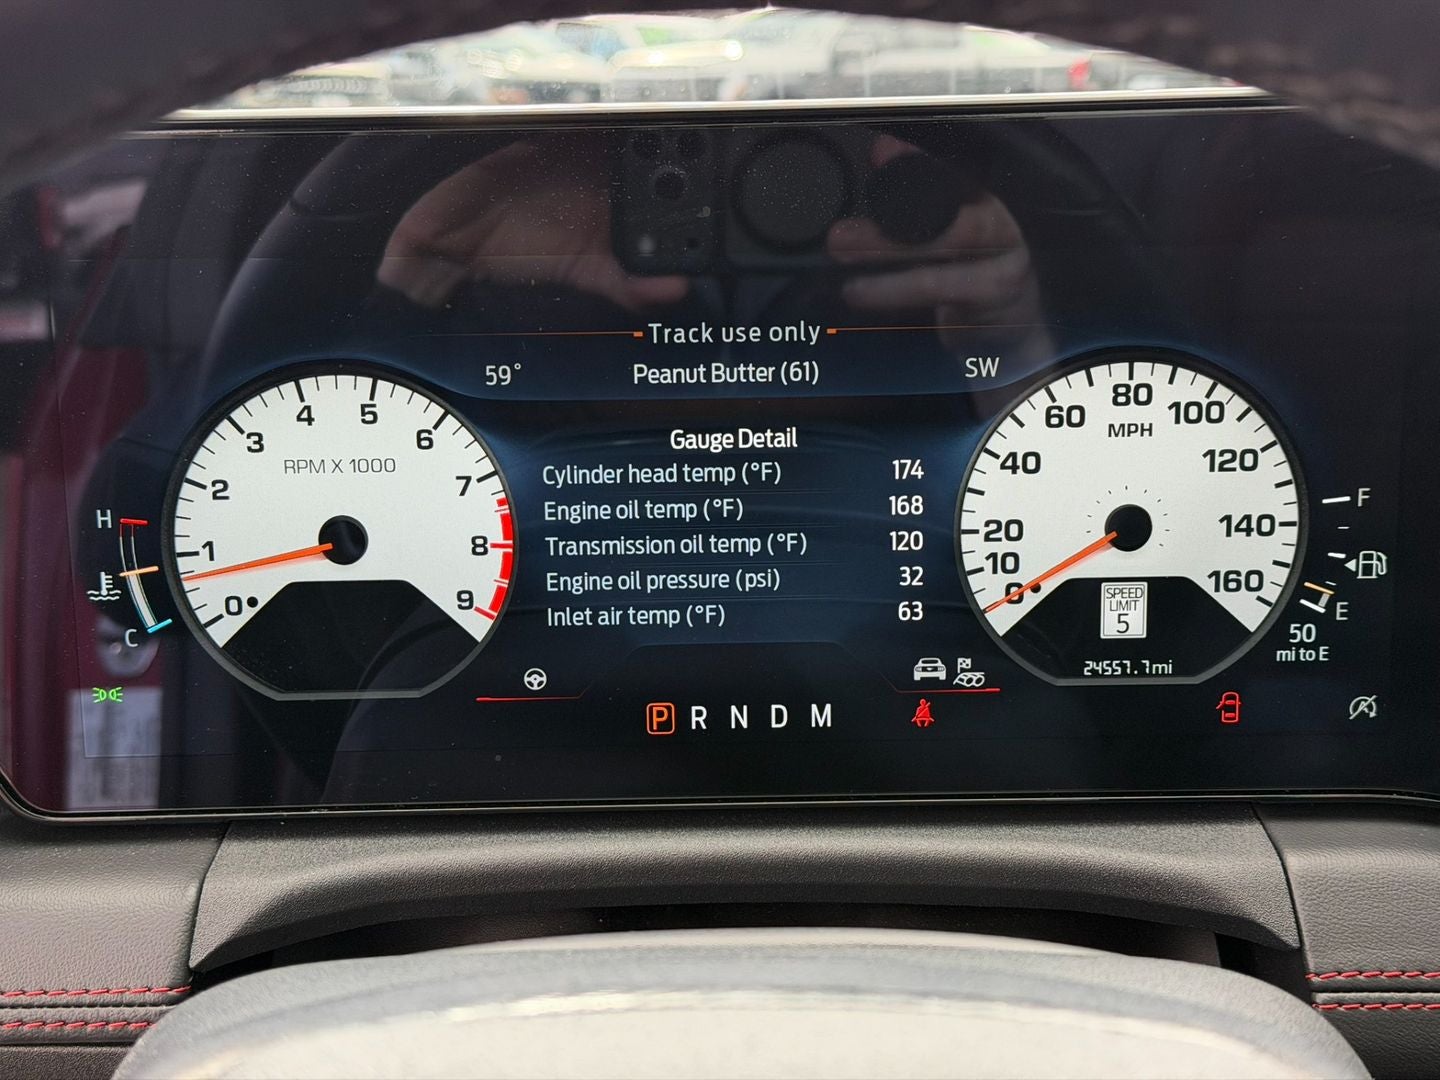 Track use only
59° Peanut Butter (61) SW
Gauge Detail
Cylinder head temp (°F) 174
Engine oil temp (°F) 168
Transmission oil temp (°F) 120
Engine oil pressure (psi) 32
Inlet air temp (°F) 63
0 1 2 3 4 5 6 7 8 9
RPM X 1000
H
C
0 10 20 40 60 80 100 120 140 160
MPH
SPEED
LIMIT
5
24557.7 mi
F
E
50
mi to E
P R N D M
A